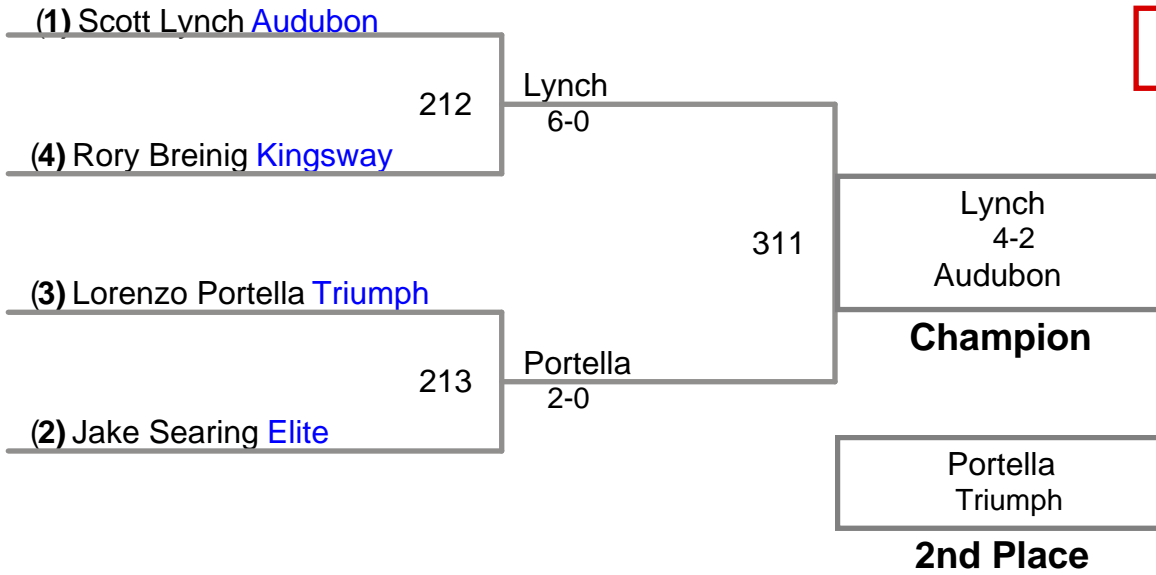 (1) Scott Lynch Audubon
212
Lynch
6-0
(4) Rory Breinig Kingsway
311
Lynch
4-2
Audubon
Champion
(3) Lorenzo Portella Triumph
213
Portella
2-0
(2) Jake Searing Elite
Portella
Triumph
2nd Place